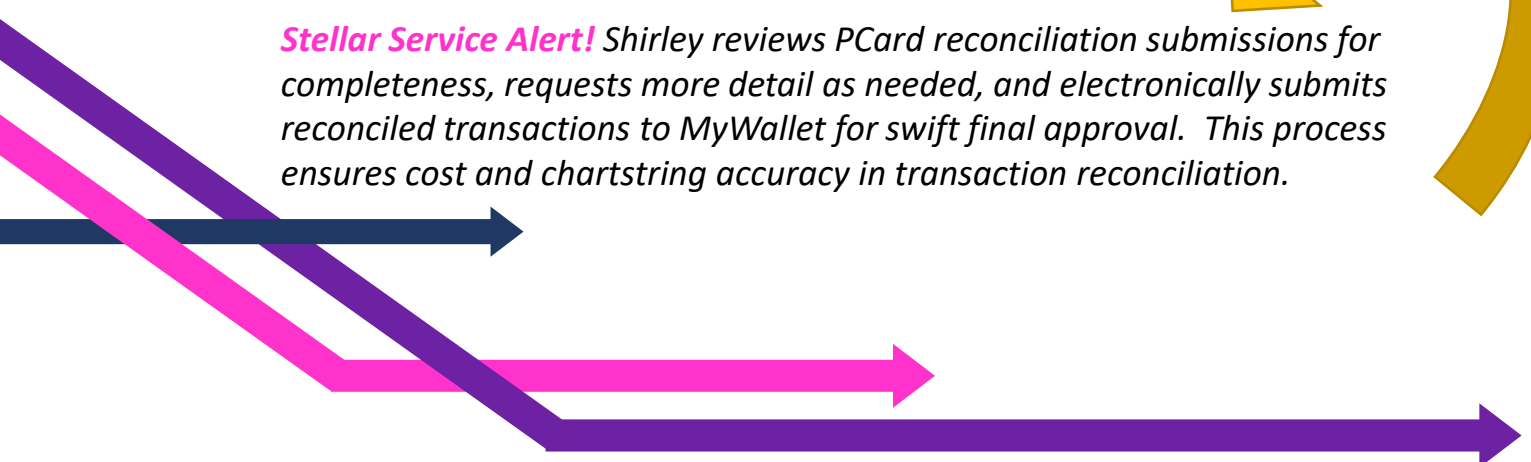 Stellar Service Alert! Shirley reviews PCard reconciliation submissions for
completeness, requests more detail as needed, and electronically submits
reconciled transactions to MyWallet for swift final approval.  This process
ensures cost and chartstring accuracy in transaction reconciliation.